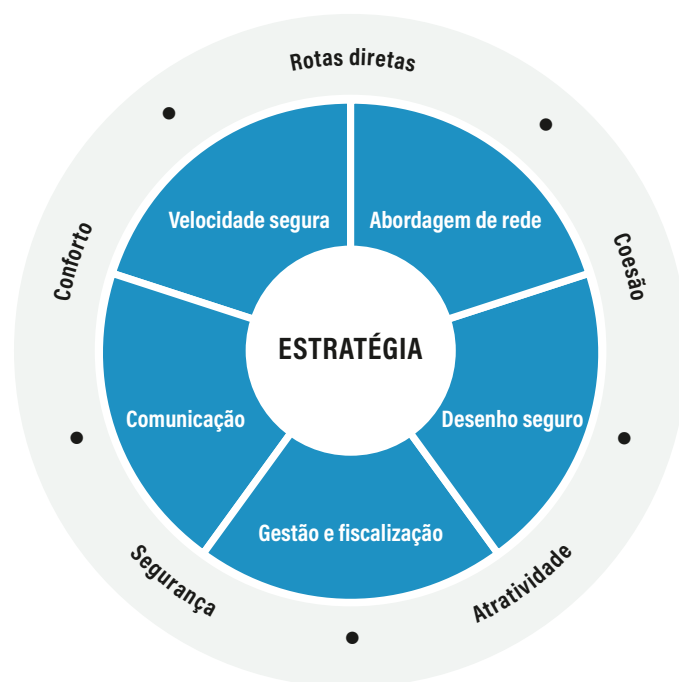 Rotas diretas
Conforto
Coesão
Velocidade segura
Abordagem de rede
ESTRATÉGIA
Comunicação
Desenho seguro
Gestão e fiscalização
Segurança
Atratividade